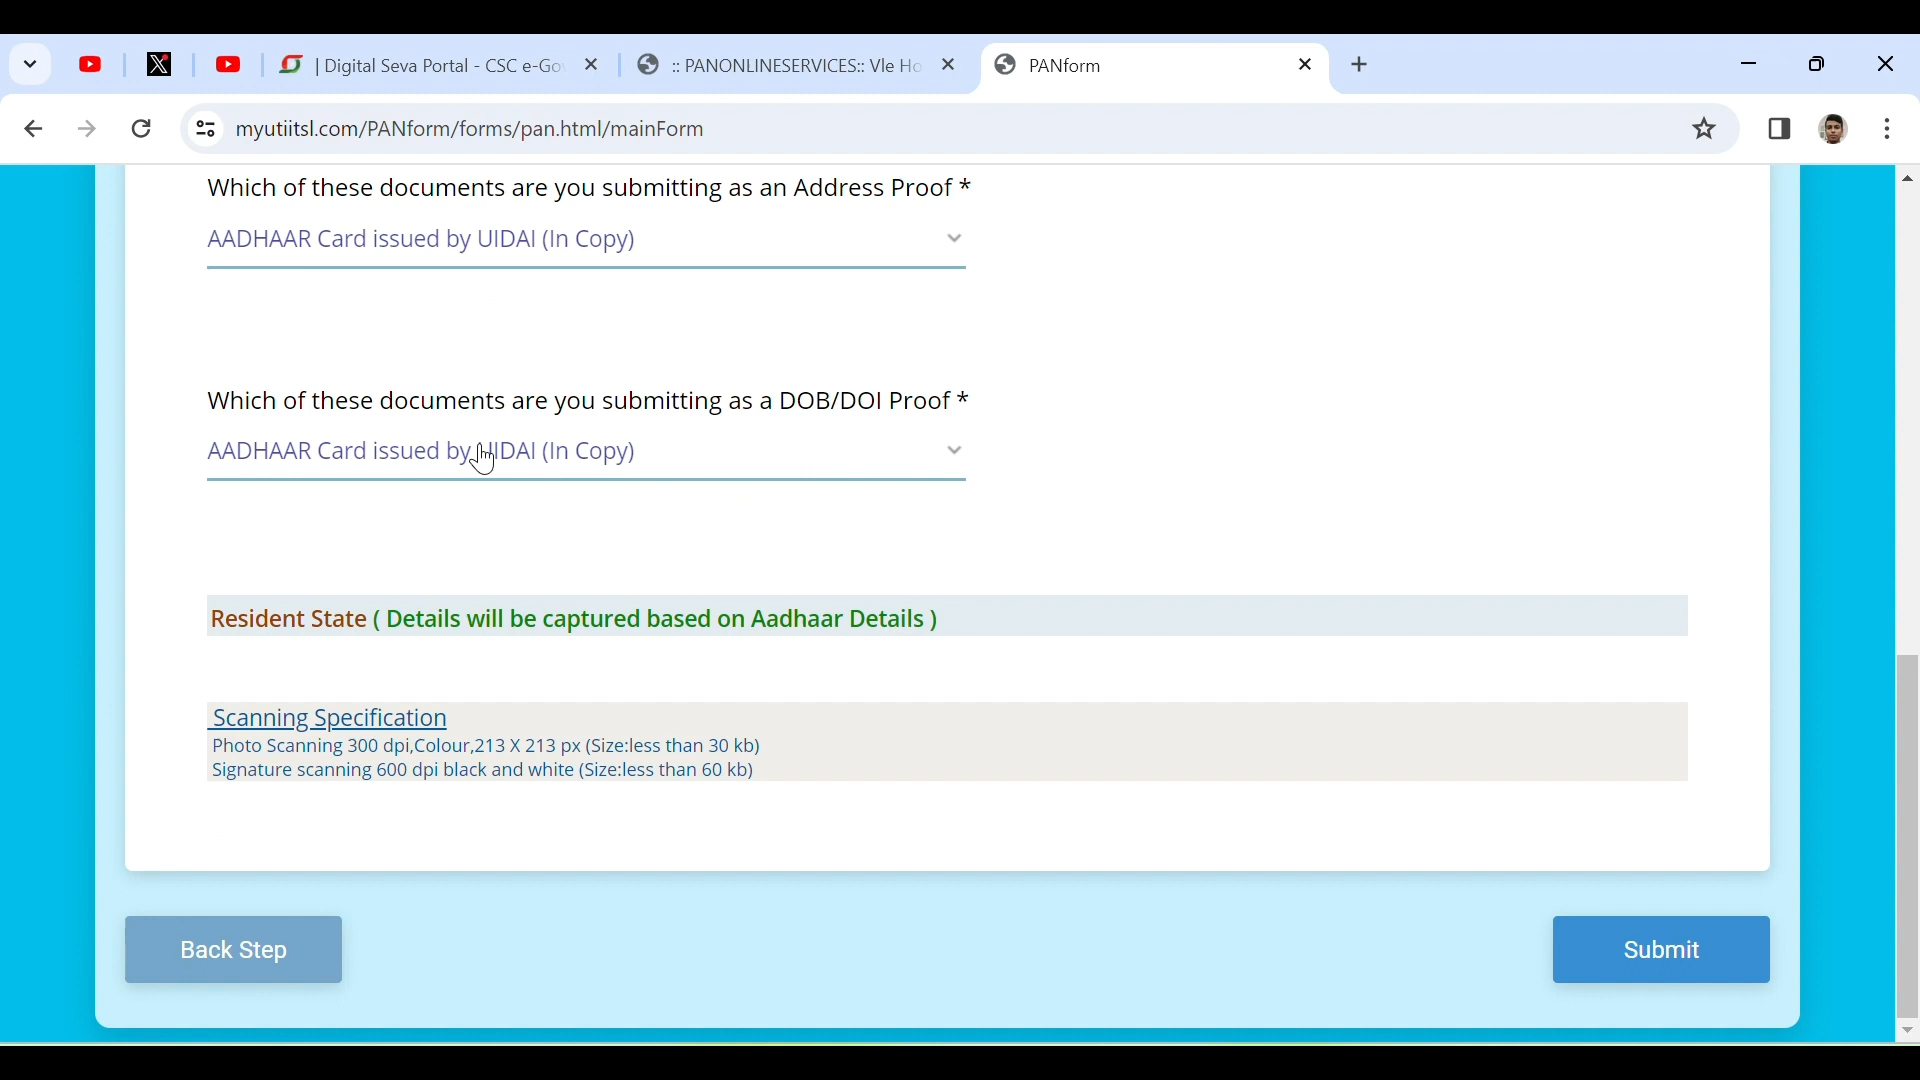 | Digital Seva Portal - CSC e-Go
:: PANONLINESERVICES:: Vle Ho
PANform
myutiitsl.com/PANform/forms/pan.html/mainForm
Which of these documents are you submitting as an Address Proof *
AADHAAR Card issued by UIDAI (In Copy)
Which of these documents are you submitting as a DOB/DOI Proof *
AADHAAR Card issued by UIDAI (In Copy)
Resident State ( Details will be captured based on Aadhaar Details )
Scanning Specification
Photo Scanning 300 dpi,Colour,213 X 213 px (Size:less than 30 kb)
Signature scanning 600 dpi black and white (Size:less than 60 kb)
Back Step
Submit